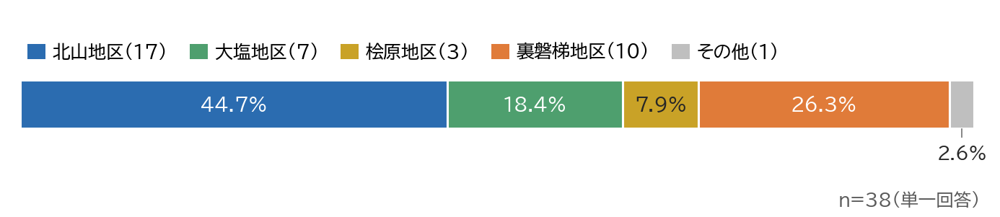 北山地区（17） 大塩地区（7） 桧原地区（3） 裏磐梯地区（10） その他（1）
44.7% 18.4% 7.9% 26.3%
2.6%
n=38（単一回答）